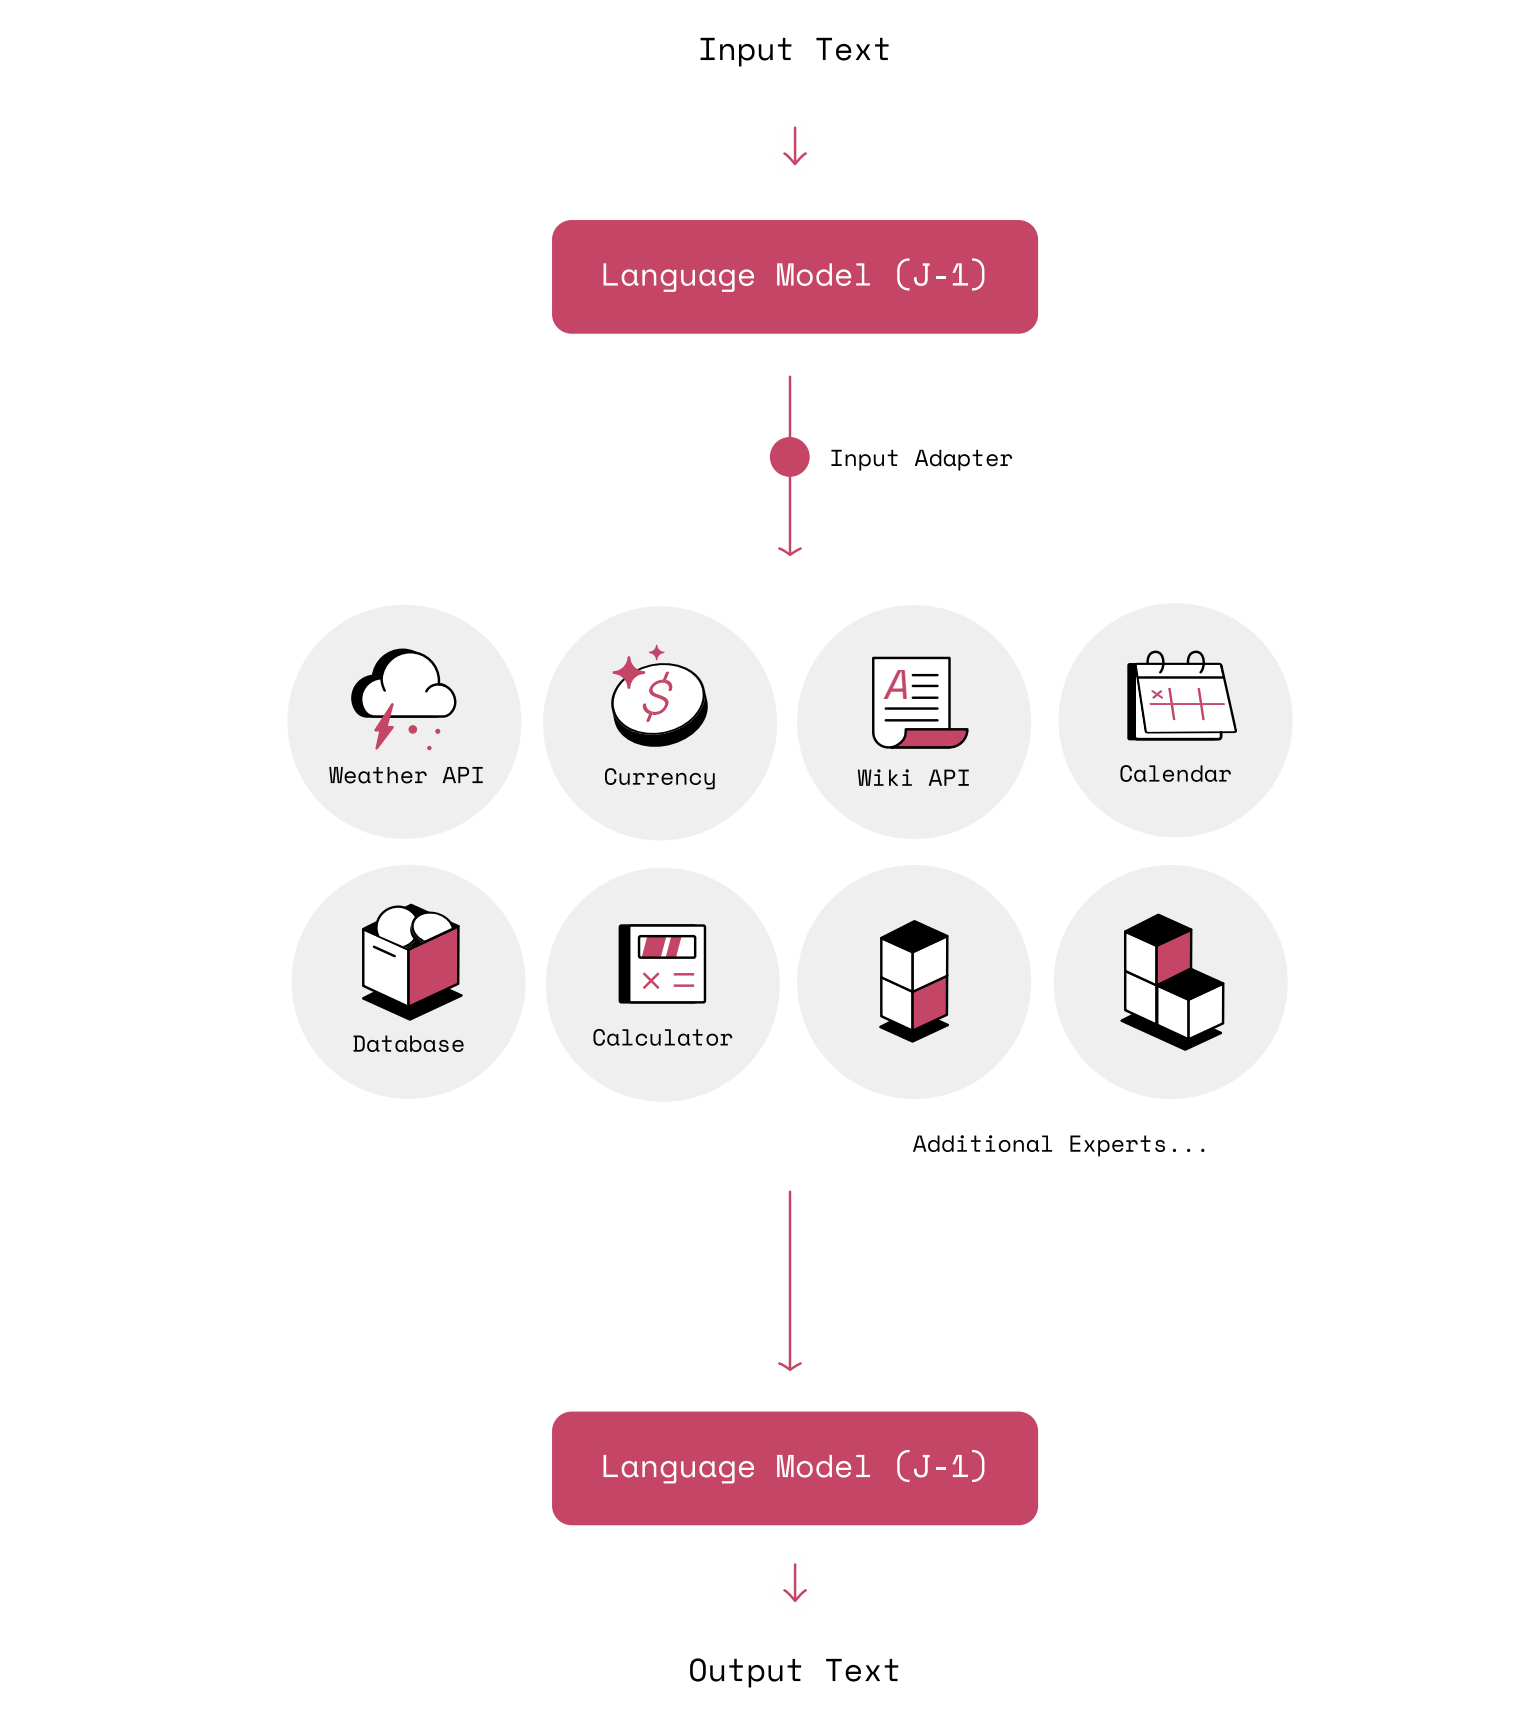 Input Text
Language Model (J-1)
Input Adapter
$
A
Weather API
Currency
Wiki API
Calendar
Database
Calculator
Additional Experts...
Language Model (J-1)
Output Text